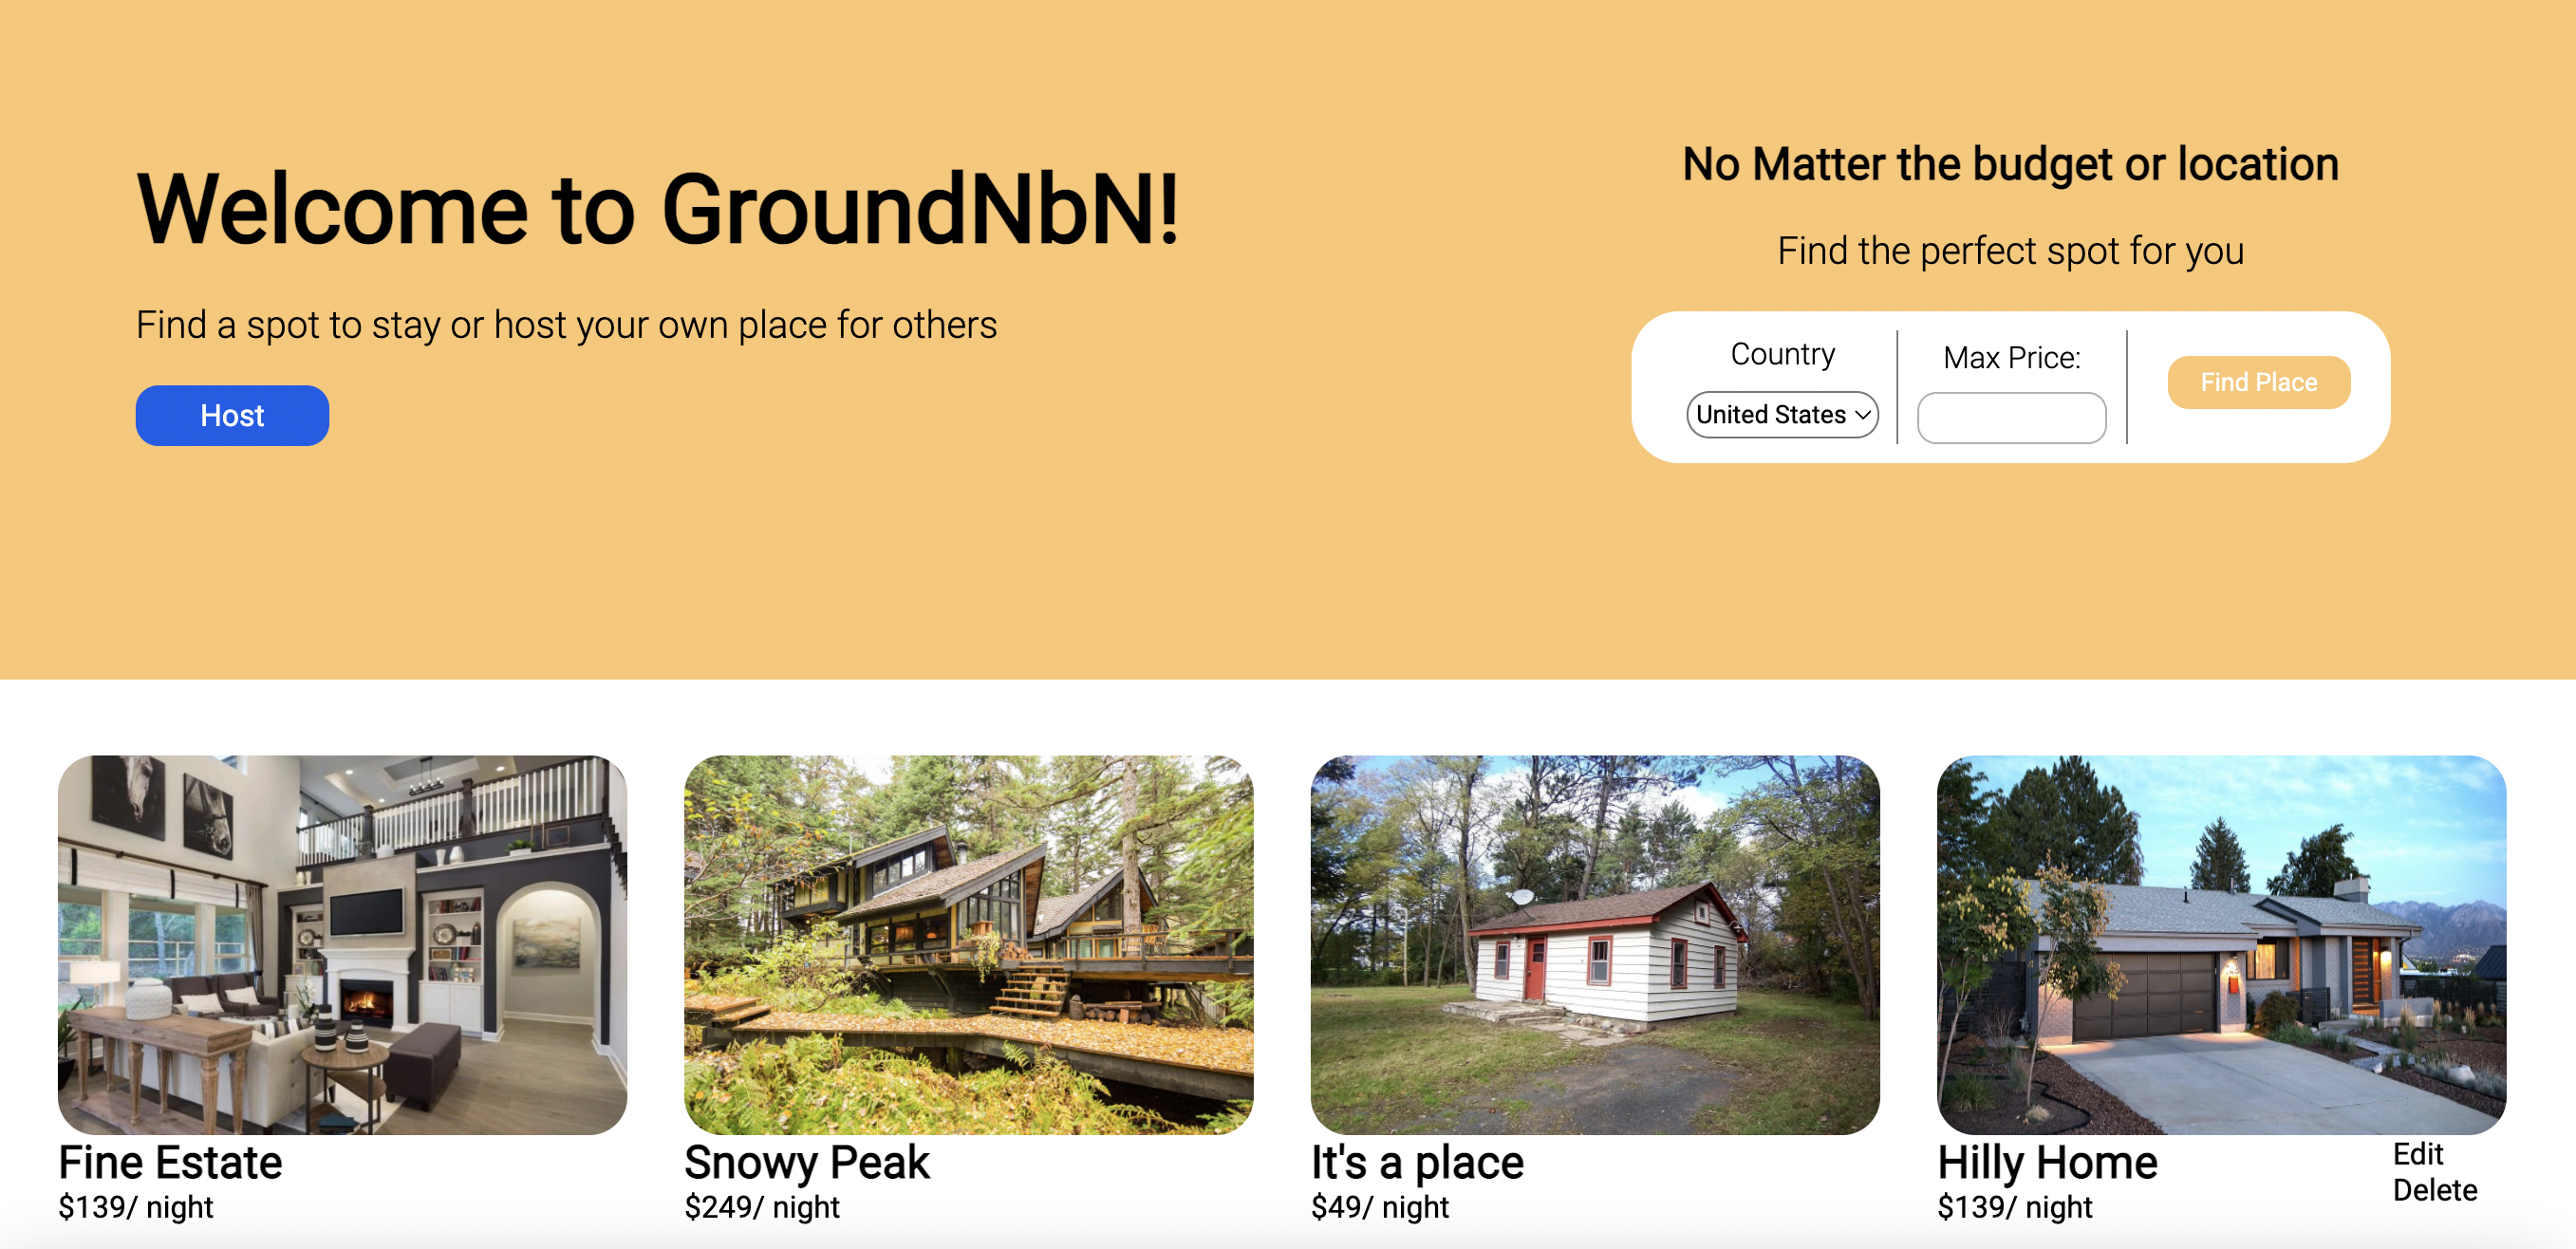 Welcome to GroundNbN!
Find a spot to stay or host your own place for others
Host
No Matter the budget or location
Find the perfect spot for you
Country
United States
Max Price:
Find Place
Fine Estate
$139/ night
Snowy Peak
$249/ night
It's a place
$49/ night
Hilly Home
$139/ night
Edit
Delete